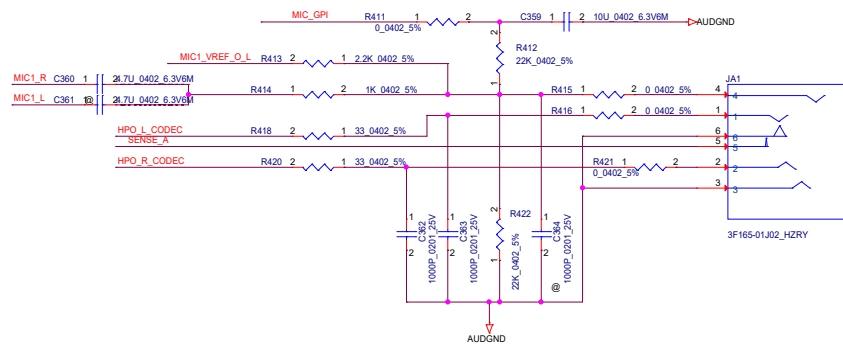 MIC_GPI R411 1 2 C359 1 2 10U_0402_6.3V6M AUDGND
0_0402_5%
2 R412
22K_0402_5%
1
MIC1_VREF_O_L R413 2 1 2.2K_0402_5%
JA1
MIC1_R C360 1 2 4.7U_0402_6.3V6M R414 2 1 1K_0402_5% R415 1 2 0_0402_5% 4 4
MIC1_L C361 1 @ 2 4.7U_0402_6.3V6M R416 1 2 0_0402_5% 1 1
HPO_L_CODEC R418 2 1 33_0402_5% 6 6
SENSE_A 5 5
HPO_R_CODEC R420 2 1 33_0402_5% R421 1 2 2 2
0_0402_5%
3 3
1 C362 2 1000P_0201_25V
1 C363 2 1000P_0201_25V
2 R422 1 22K_0402_5%
1 C364 2 1000P_0201_25V
@
3F165-01J02_HZRY
AUDGND